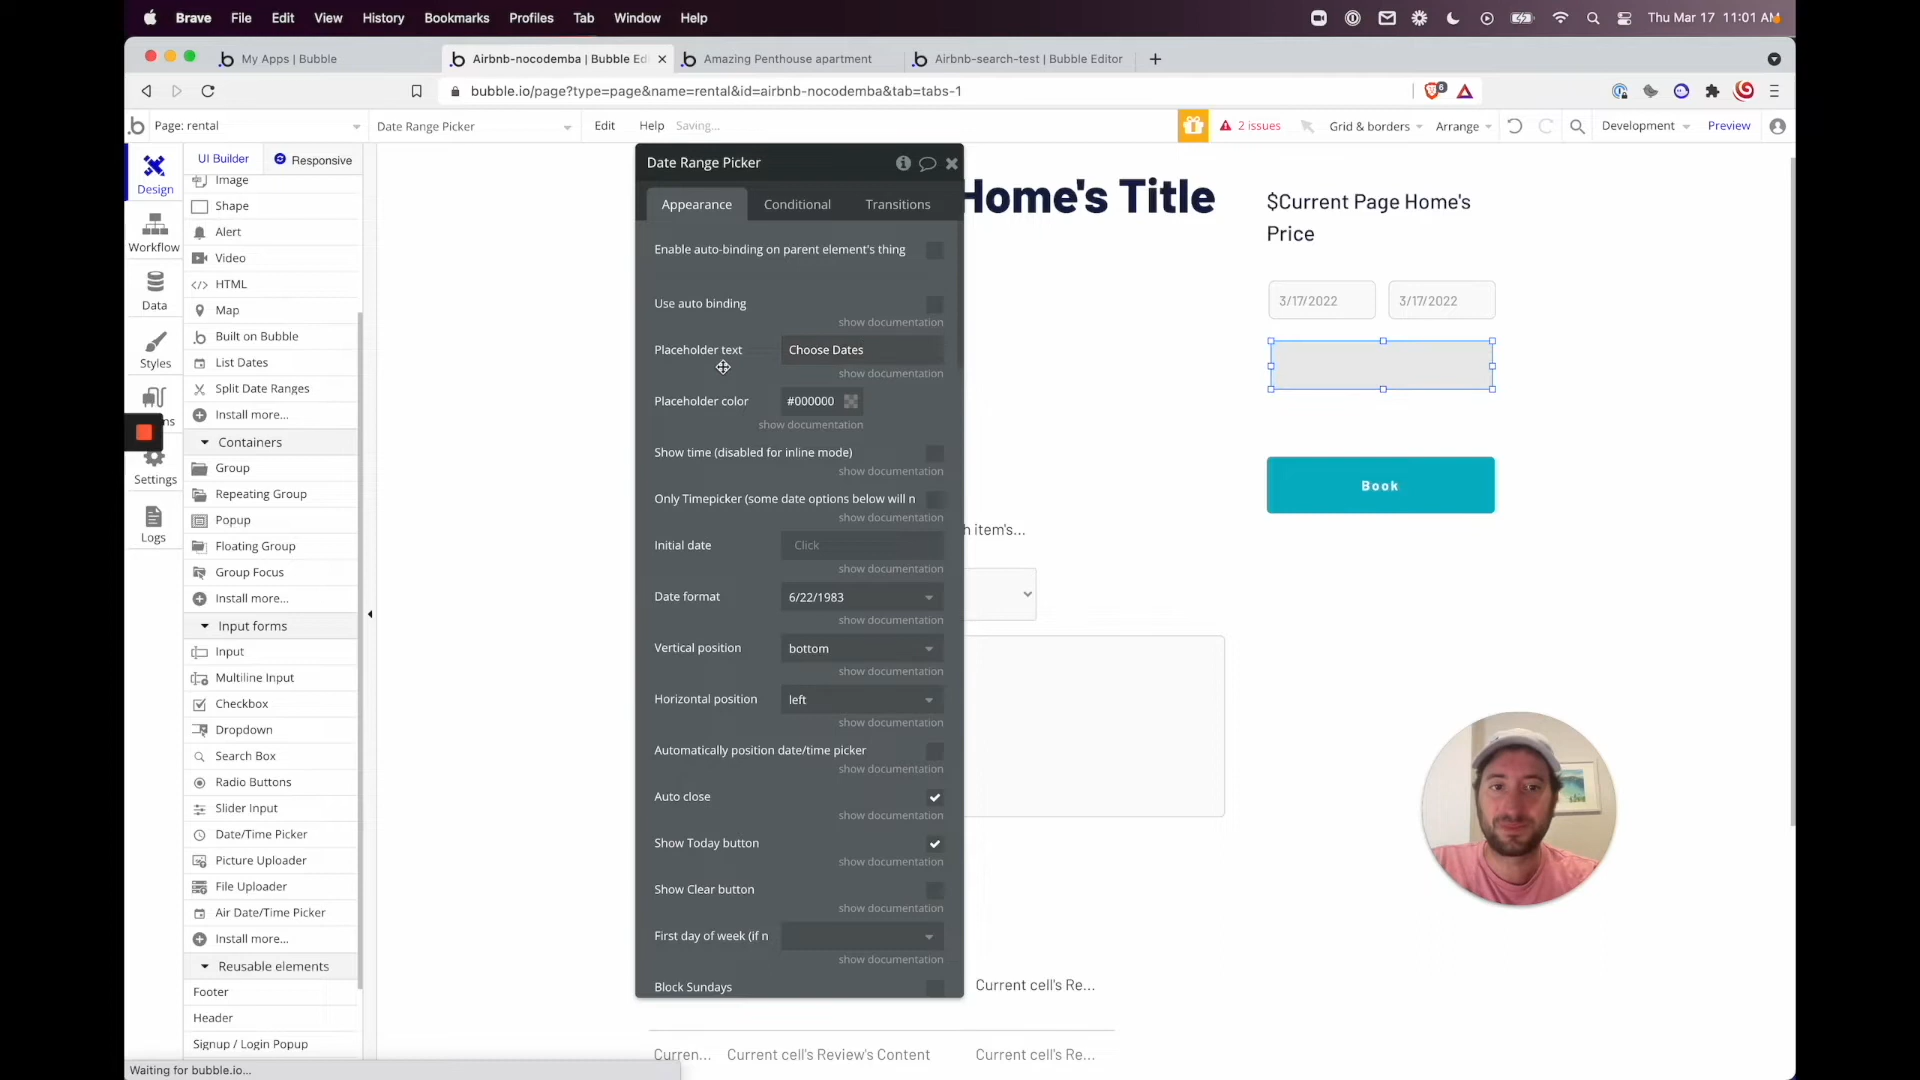 Brave File Edit View History Bookmarks Profiles Tab Window Help Thu Mar 17 11:01 AM
My Apps | Bubble
Airbnb-nocodemba | Bubble Ed
Amazing Penthouse apartment
Airbnb-search-test | Bubble Editor
bubble.io/page?type=page&name=rental&id=airbnb-nocodemba&tab=tabs-1
Page: rental
Date Range Picker
Edit
Help
Saving...
2 issues
Grid & borders
Arrange
Development
Preview
Design
Workflow
Data
Styles
ns
Settings
Logs
UI Builder
Responsive
Image
Shape
Alert
Video
HTML
Map
Built on Bubble
List Dates
Split Date Ranges
Install more...
Containers
Group
Repeating Group
Popup
Floating Group
Group Focus
Install more...
Input forms
Input
Multiline Input
Checkbox
Dropdown
Search Box
Radio Buttons
Slider Input
Date/Time Picker
Picture Uploader
File Uploader
Air Date/Time Picker
Install more...
Reusable elements
Footer
Header
Signup / Login Popup
Waiting for bubble.io...
Date Range Picker
Appearance
Conditional
Transitions
Enable auto-binding on parent element's thing
Use auto binding
show documentation
Placeholder text
Choose Dates
show documentation
Placeholder color
#000000
show documentation
Show time (disabled for inline mode)
show documentation
Only Timepicker (some date options below will n
show documentation
Initial date
Click
show documentation
Date format
6/22/1983
show documentation
Vertical position
bottom
show documentation
Horizontal position
left
show documentation
Automatically position date/time picker
show documentation
Auto close
show documentation
Show Today button
show documentation
Show Clear button
show documentation
First day of week (if n
show documentation
Block Sundays
Home's Title
$Current Page Home's
Price
3/17/2022
3/17/2022
Book
h item's...
Current cell's Re...
Curren...
Current cell's Review's Content
Current cell's Re...